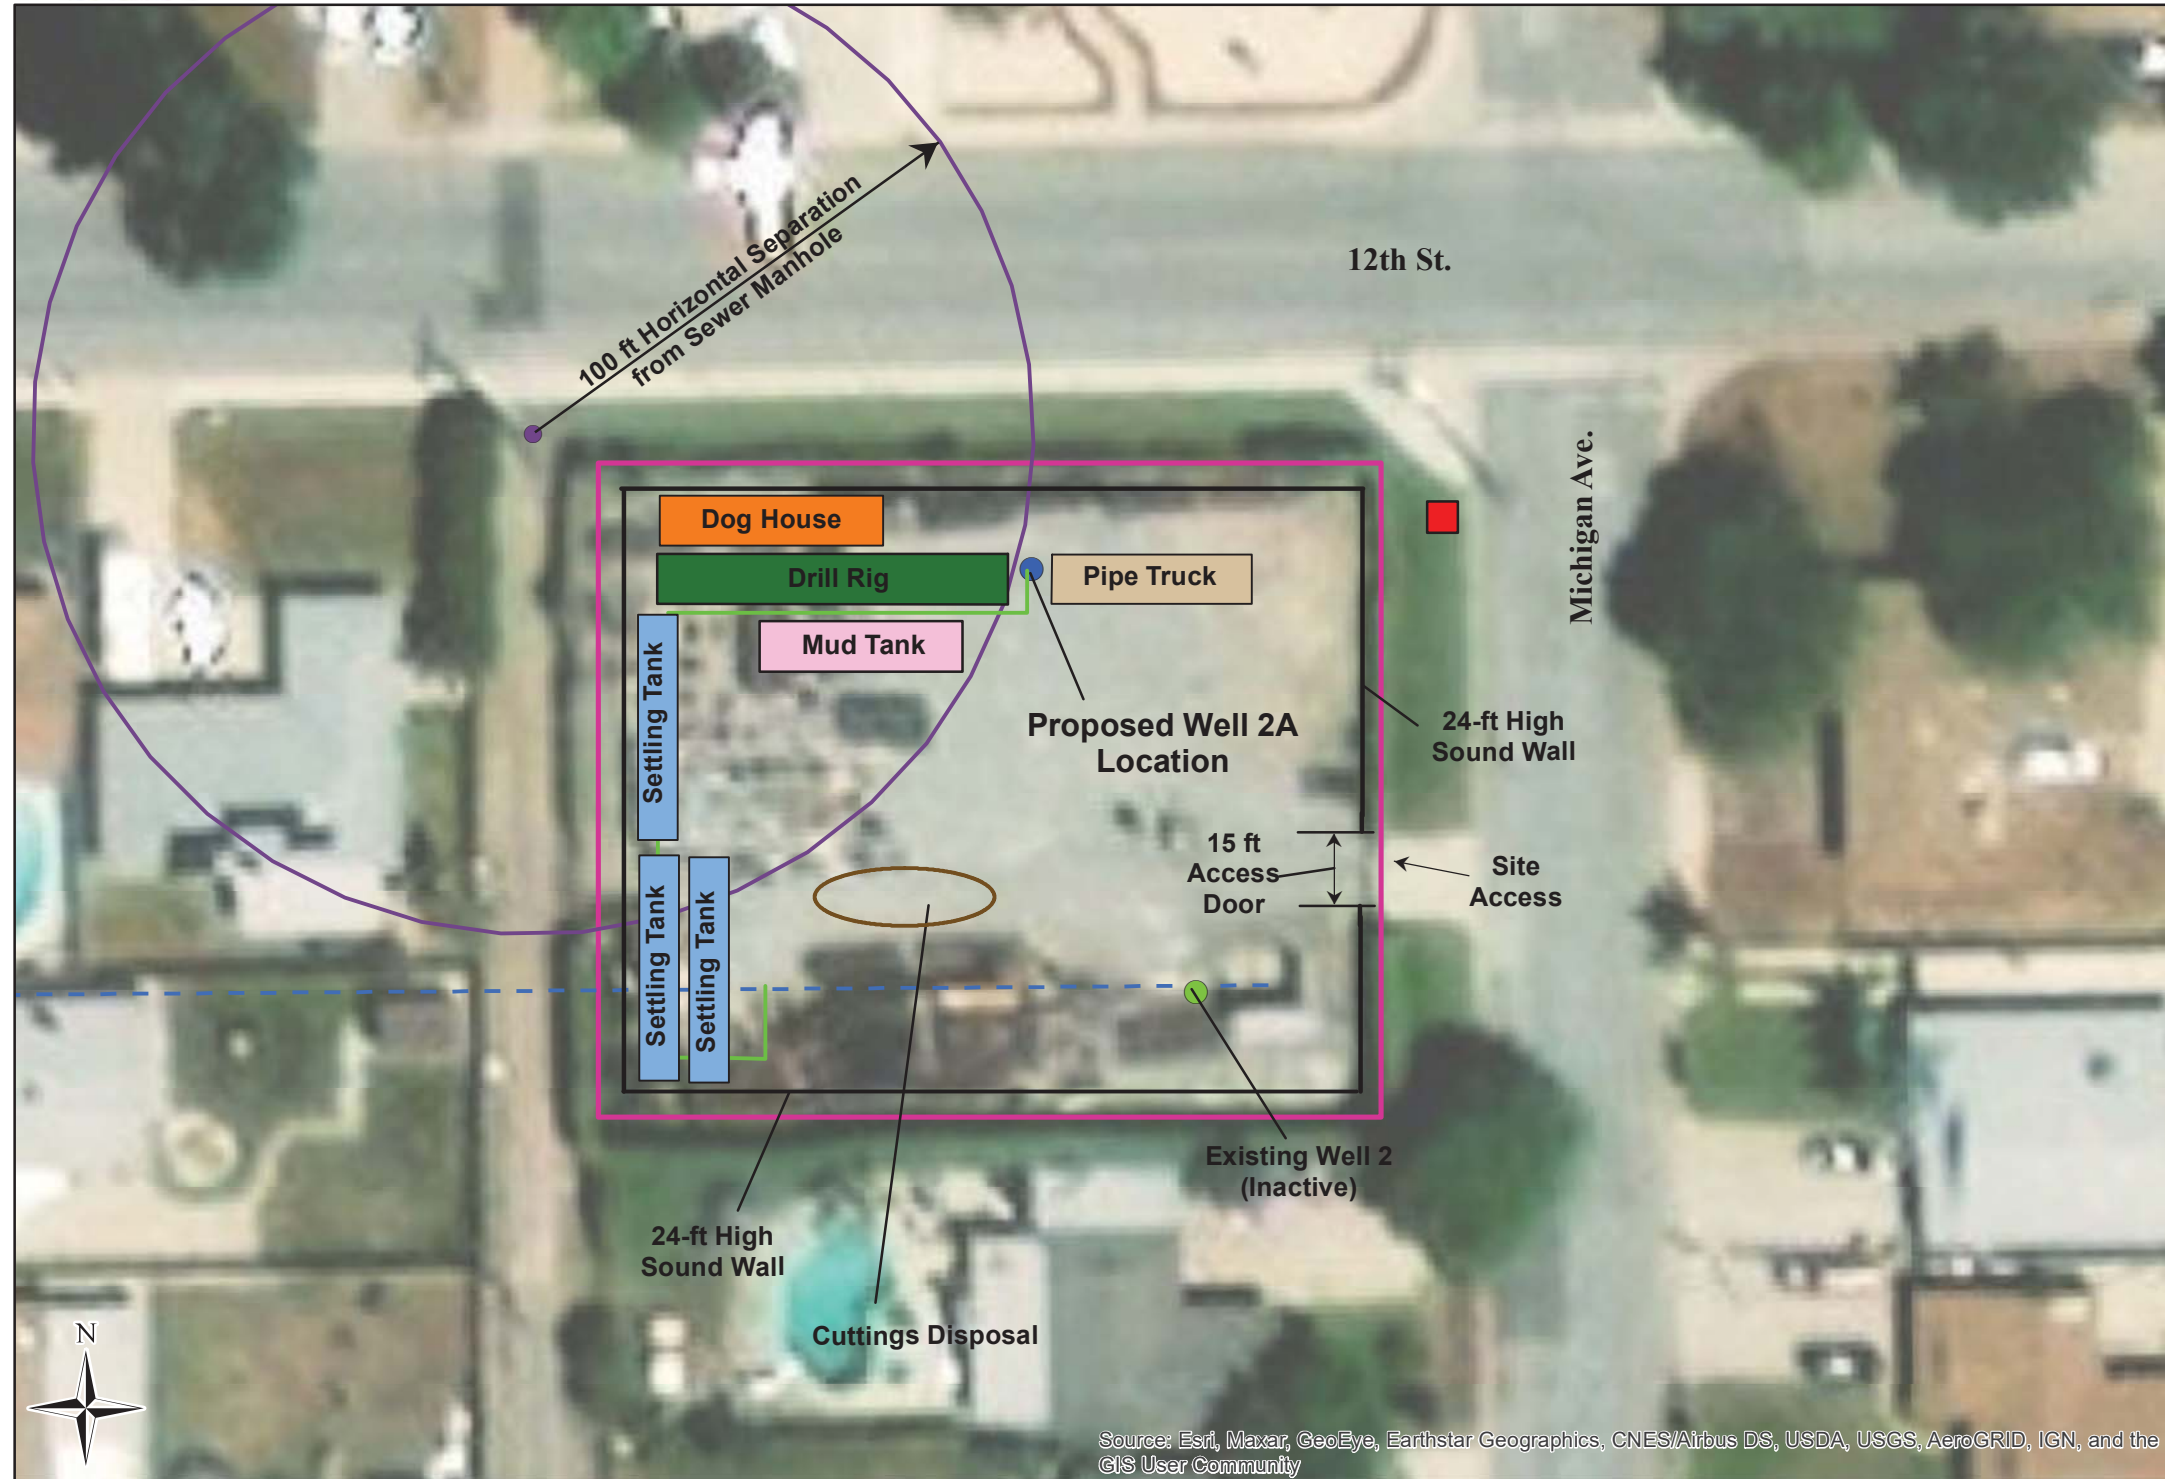 100 ft Horizontal Separation
from Sewer Manhole
12th St.
Michigan Ave.
Dog House
Drill Rig
Pipe Truck
Mud Tank
Settling Tank
Proposed Well 2A
Location
24-ft High
Sound Wall
15 ft
Access
Door
Site
Access
Settling Tank
Settling Tank
Existing Well 2
(Inactive)
24-ft High
Sound Wall
Cuttings Disposal
N
Source: Esri, Maxar, GeoEye, Earthstar Geographics, CNES/Airbus DS, USDA, USGS, AeroGRID, IGN, and the
GIS User Community